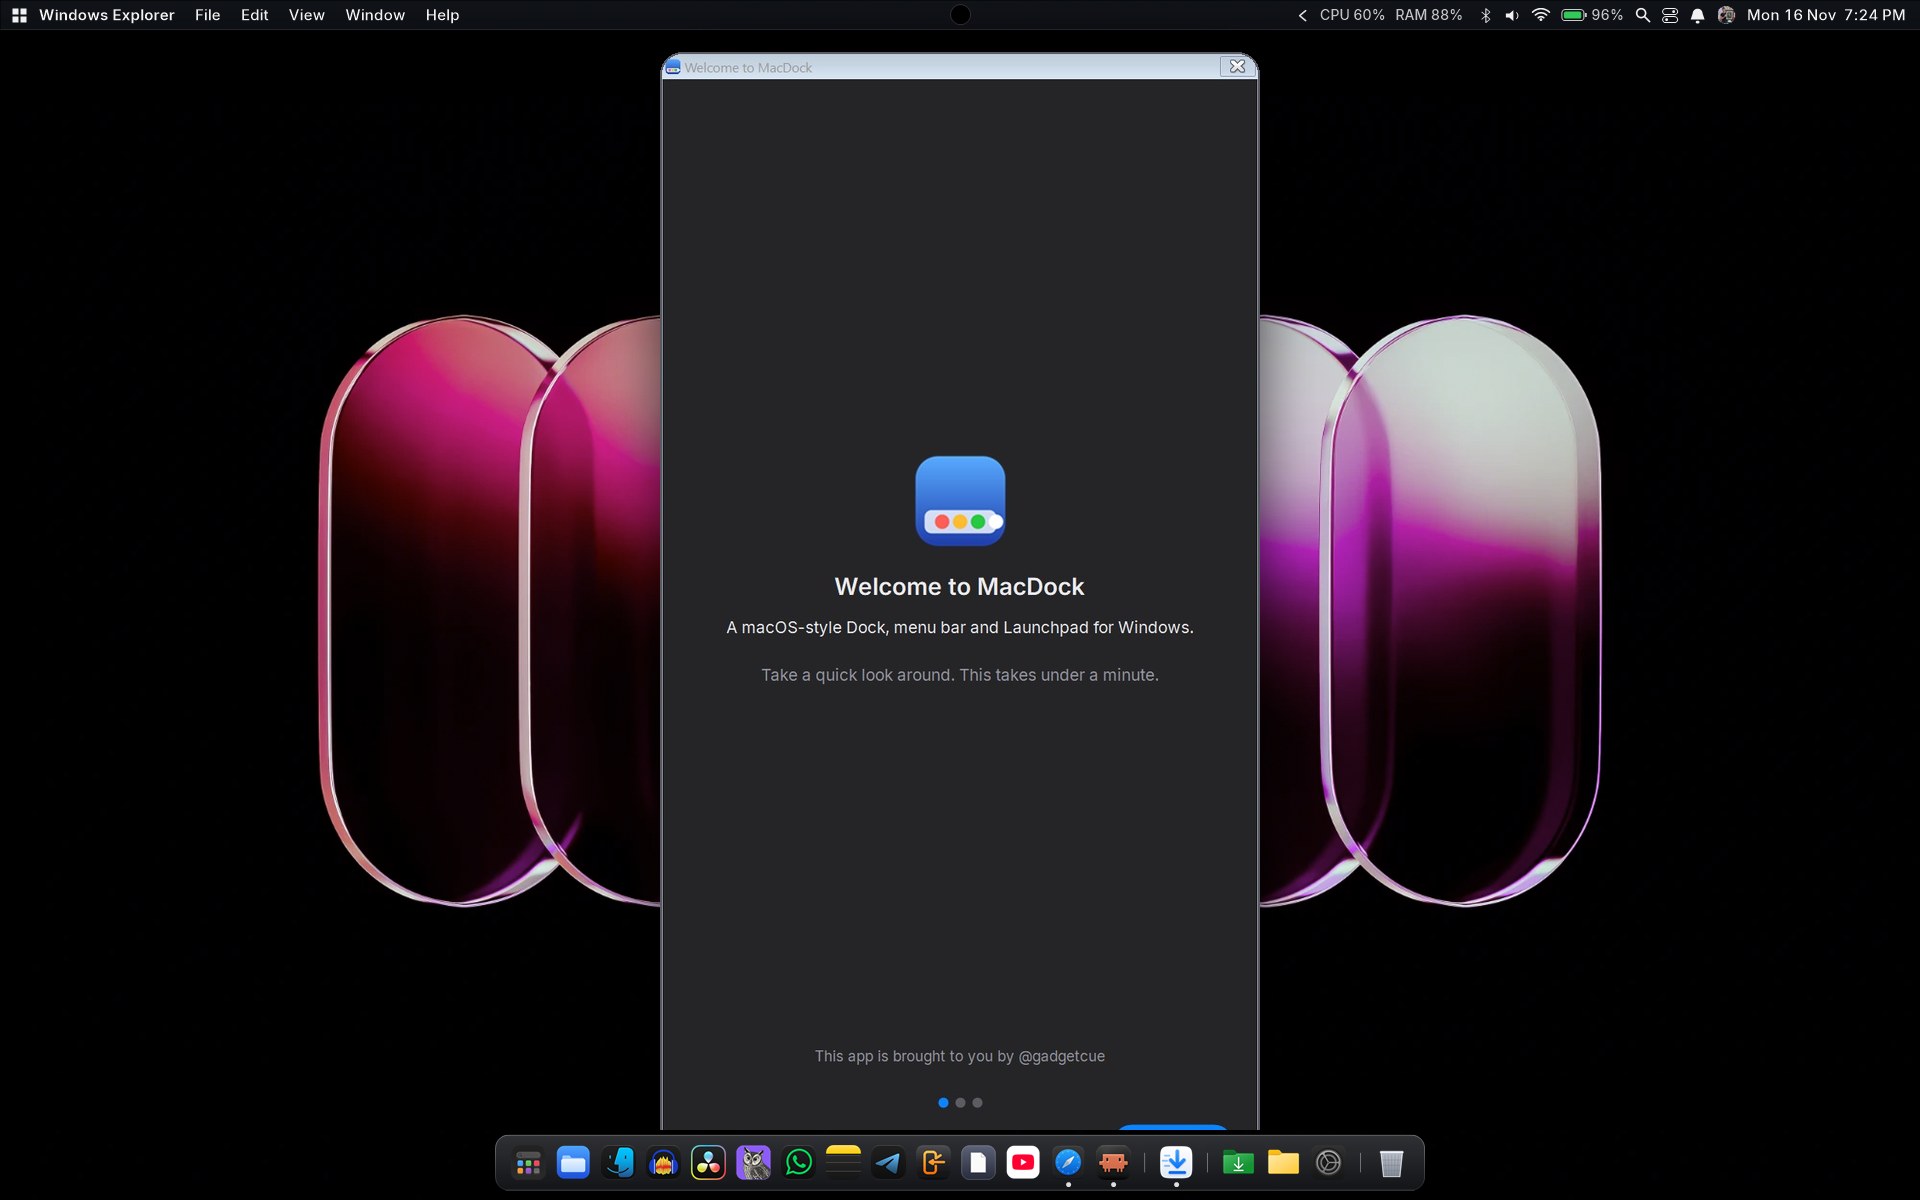 Windows Explorer File Edit View Window Help CPU 60% RAM 88% 96% Mon 16 Nov 7:24 PM
Welcome to MacDock
Welcome to MacDock
A macOS-style Dock, menu bar and Launchpad for Windows.
Take a quick look around. This takes under a minute.
This app is brought to you by @gadgetcue